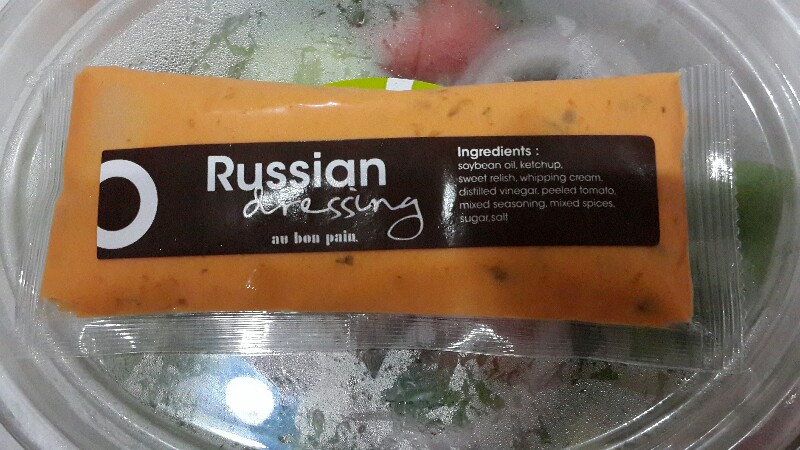 Russian
dressing
au bon pain.
Ingredients :
soybean oil, ketchup,
sweet relish, whipping cream,
distilled vinegar, peeled tomato,
mixed seasoning, mixed spices,
sugar,salt